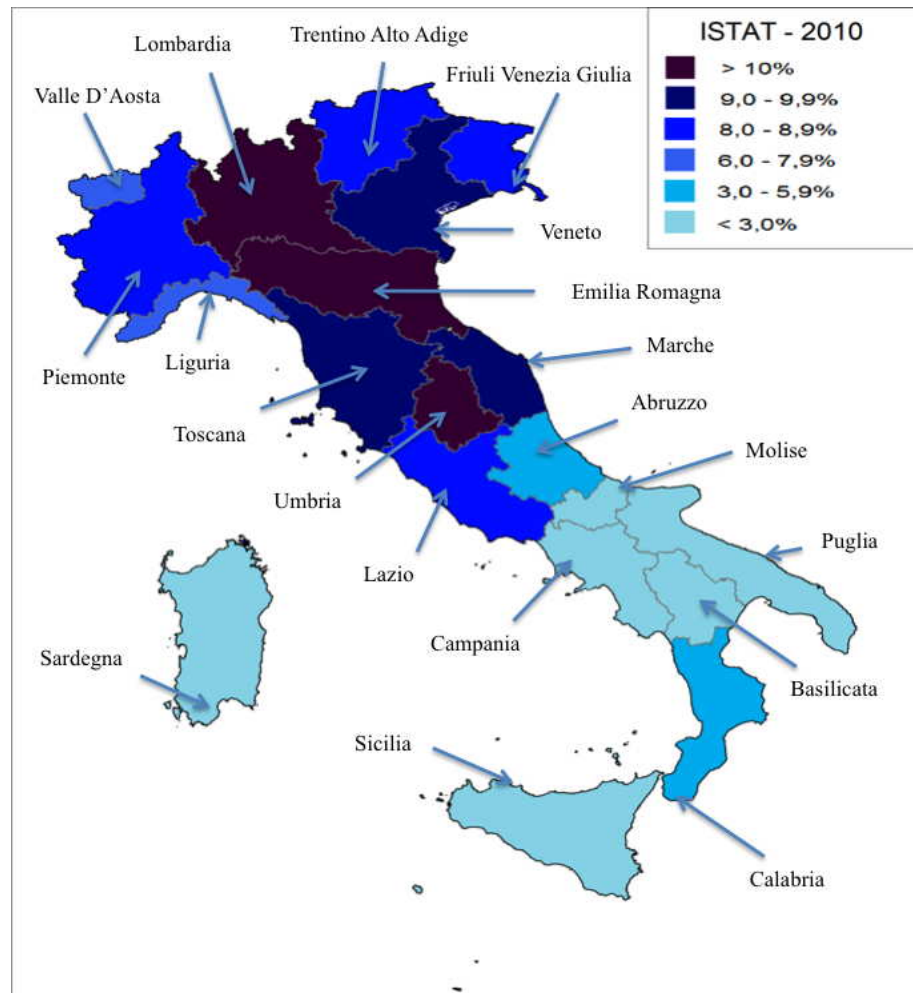 Trentino Alto Adige
Lombardia
Friuli Venezia Giulia
Valle D'Aosta
ISTAT - 2010
> 10%
9,0 - 9,9%
8,0 - 8,9%
6,0 - 7,9%
3,0 - 5,9%
< 3,0%
Veneto
Emilia Romagna
Marche
Liguria
Piemonte
Abruzzo
Toscana
Molise
Umbria
Puglia
Lazio
Campania
Sardegna
Basilicata
Sicilia
Calabria